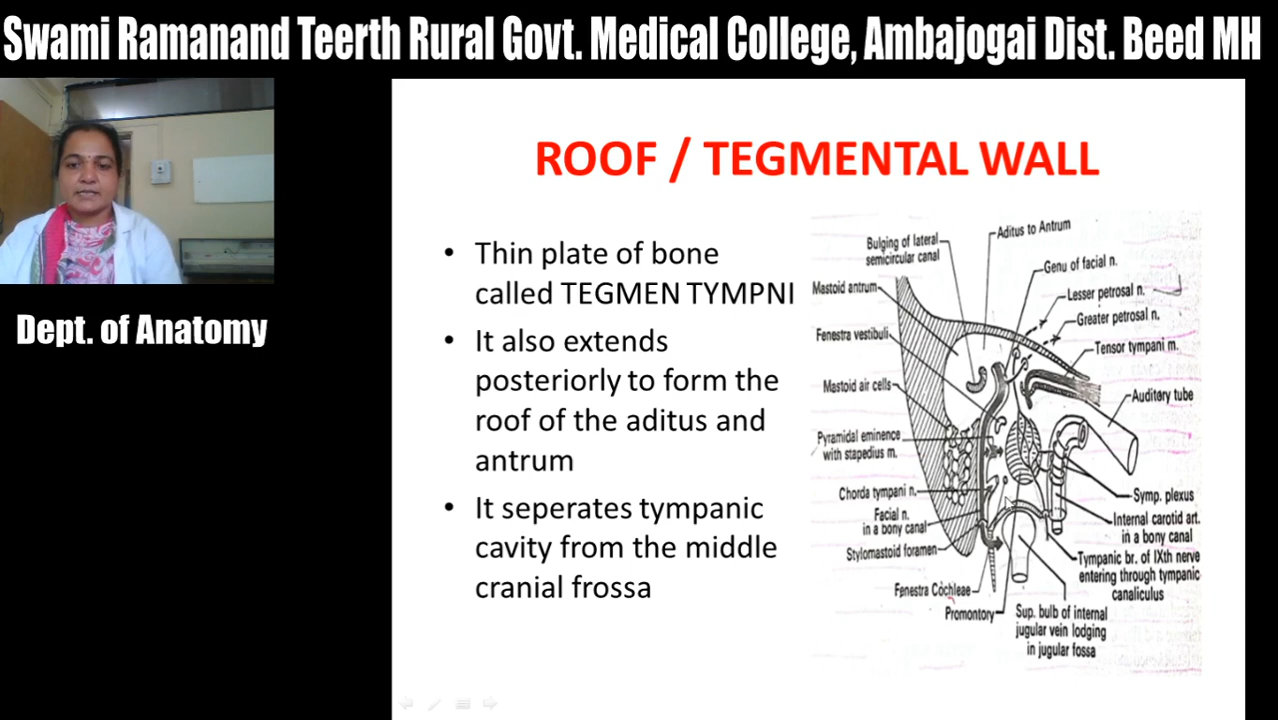 Swami Ramanand Teerth Rural Govt. Medical College, Ambajogai Dist. Beed MH
Dept. of Anatomy
ROOF / TEGMENTAL WALL
• Thin plate of bone
called TEGMEN TYMPNI
• It also extends
posteriorly to form the
roof of the aditus and
antrum
• It seperates tympanic
cavity from the middle
cranial frossa
Bulging of lateral
semicircular canal
Mastoid antrum
Fenestra vestibuli
Mastoid air cells
Pyramidal eminence
with stapedius m.
Chorda tympani n.
Facial n.
in a bony canal
Stylomastoid foramen
Fenestra Cochleae
Promontory
Aditus to Antrum
Genu of facial n.
Lesser petrosal n.
Greater petrosal n.
Tensor tympani m.
Auditory tube
Symp. plexus
Internal carotid art.
in a bony canal
Tympanic br. of IXth nerve
entering through tympanic
canaliculus
Sup. bulb of internal
jugular vein lodging
in jugular fossa